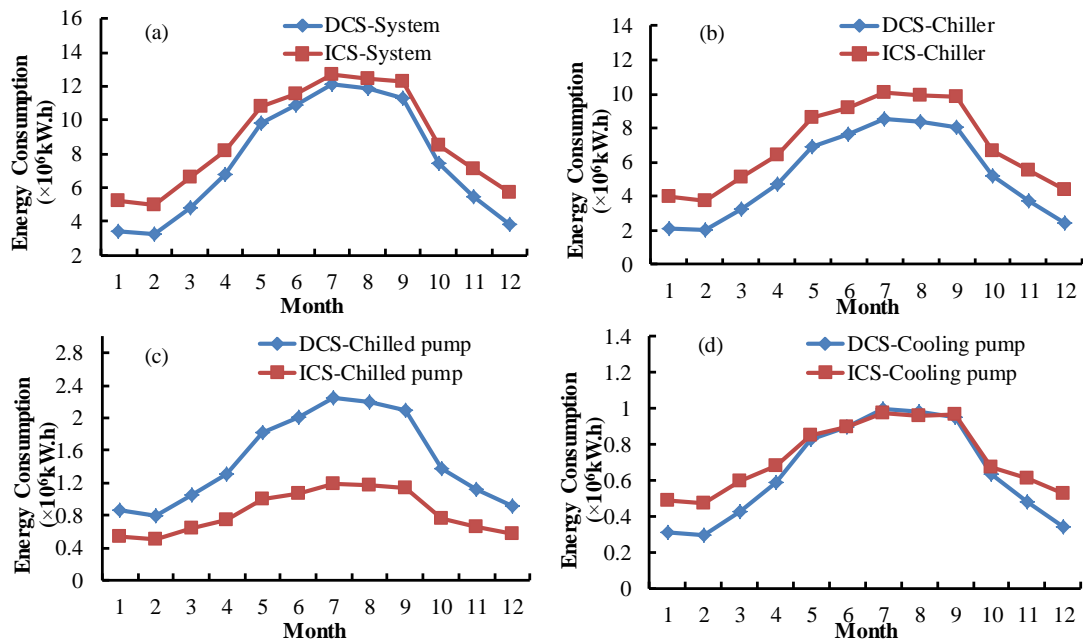 (a)
DCS-System
ICS-System
Energy Consumption
(×10⁶kW.h)
16
14
12
10
8
6
4
2
1 2 3 4 5 6 7 8 9 10 11 12
Month
(b)
DCS-Chiller
ICS-Chiller
Energy Consumption
(×10⁶kW.h)
14
12
10
8
6
4
2
0
1 2 3 4 5 6 7 8 9 10 11 12
Month
(c)
DCS-Chilled pump
ICS-Chilled pump
Energy Consumption
(×10⁶kW.h)
2.8
2.4
2
1.6
1.2
0.8
0.4
0
1 2 3 4 5 6 7 8 9 10 11 12
Month
(d)
DCS-Cooling pump
ICS-Cooling pump
Energy Consumption
(×10⁶kW.h)
1.4
1.2
1
0.8
0.6
0.4
0.2
0
1 2 3 4 5 6 7 8 9 10 11 12
Month